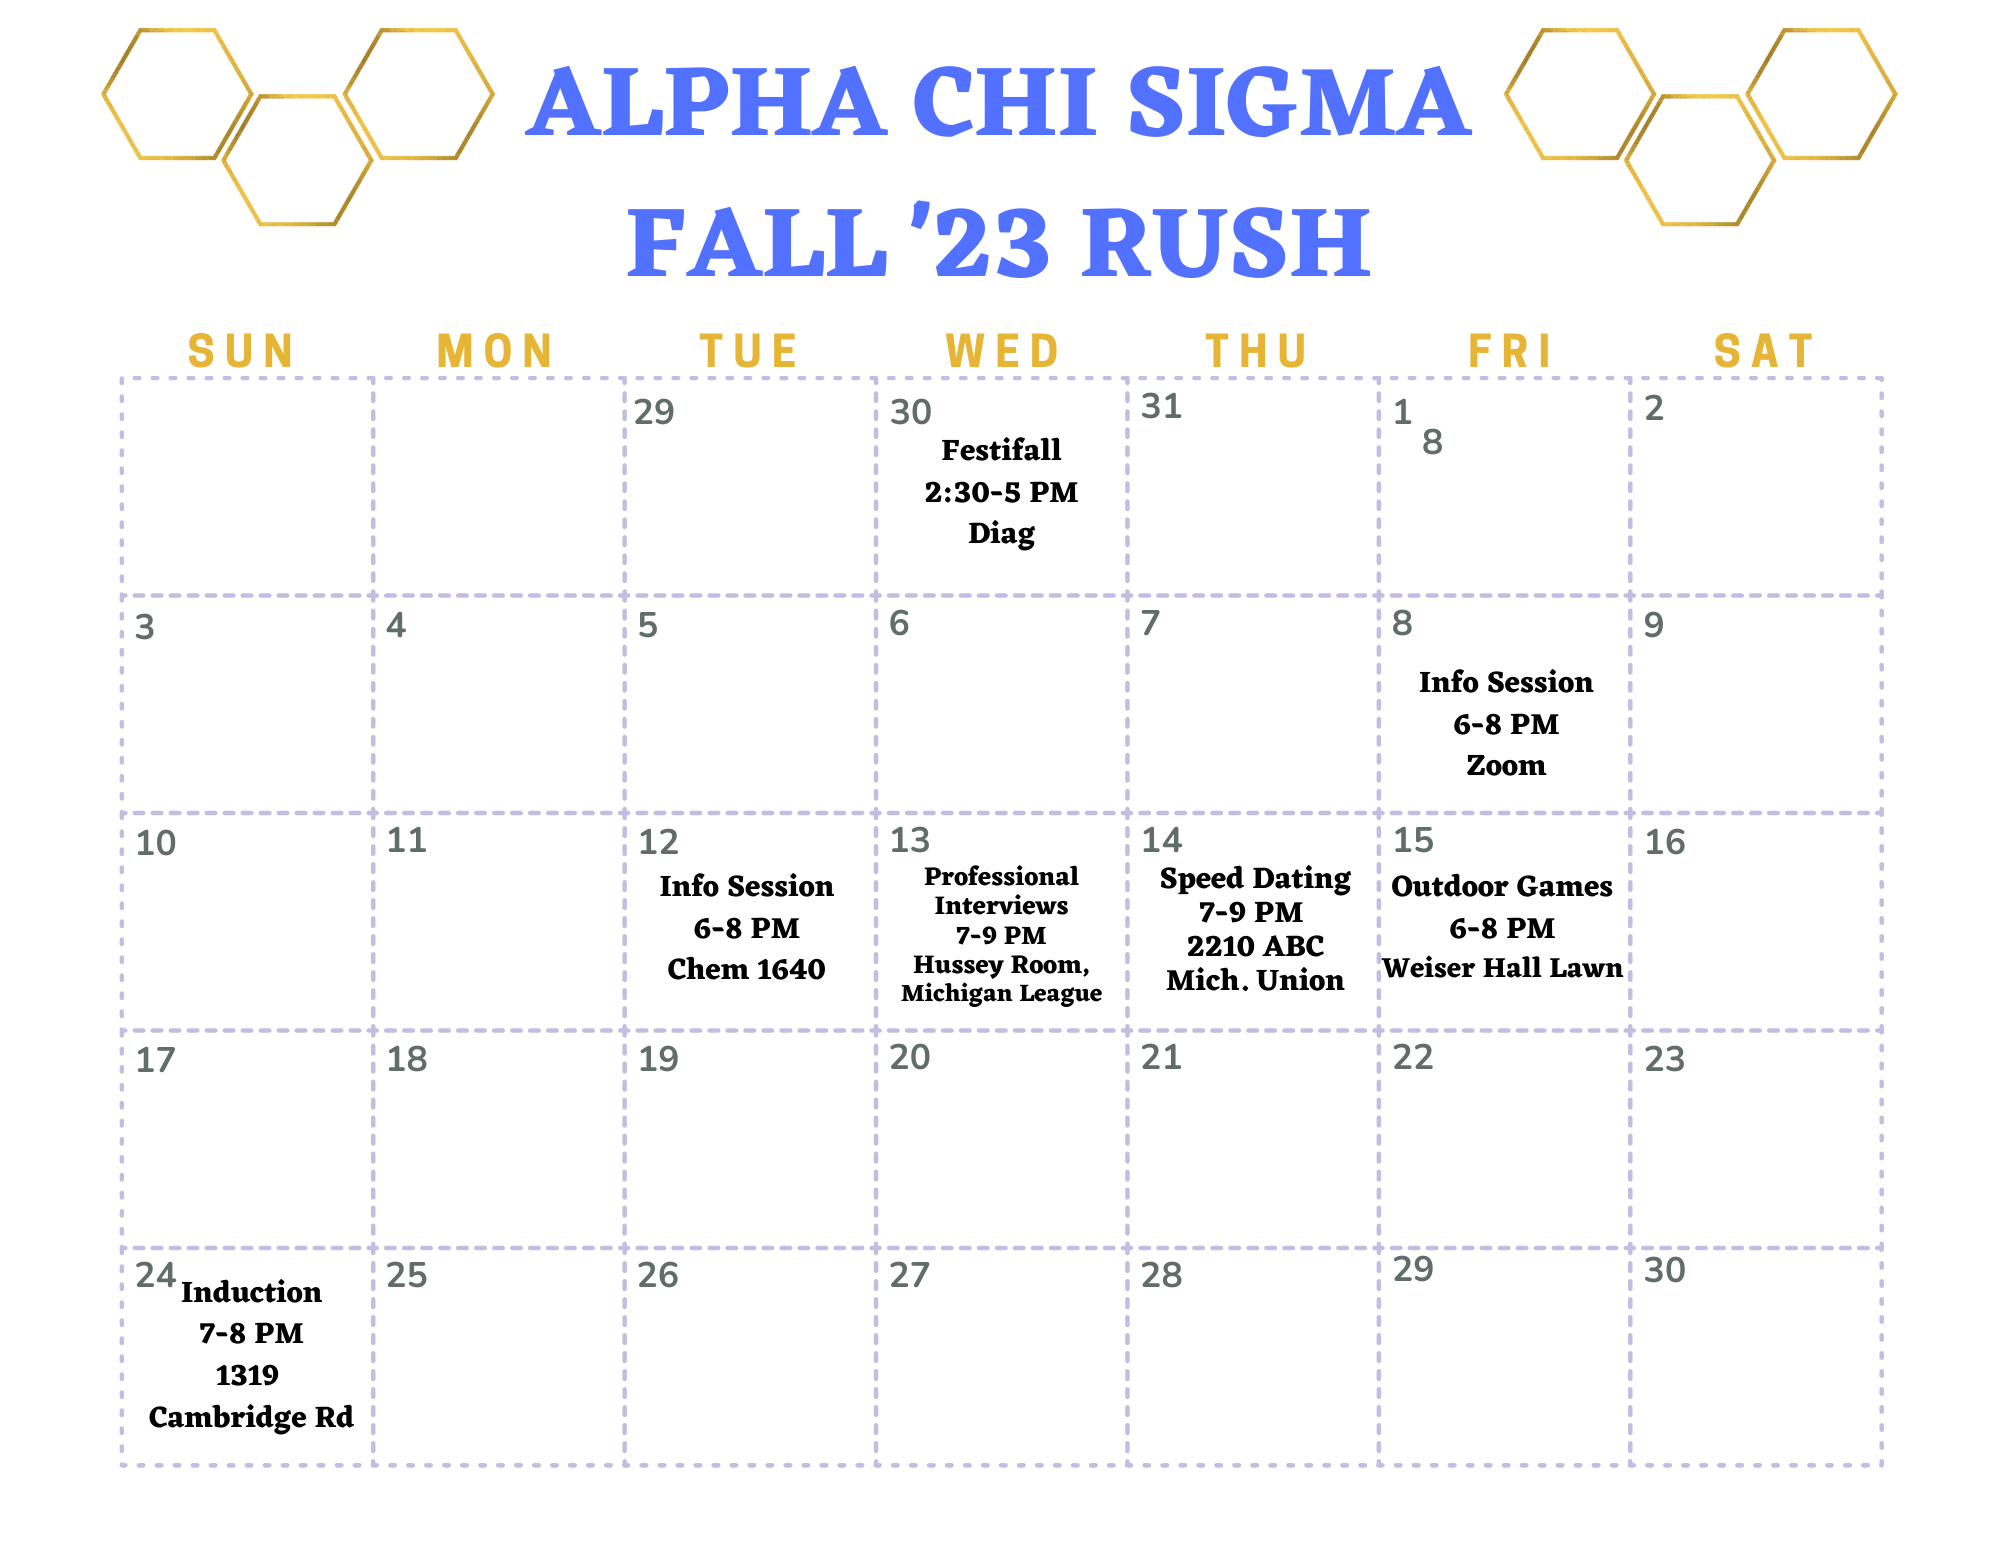 ALPHA CHI SIGMA
FALL '23 RUSH
SUN MON TUE WED THU FRI SAT
29
30
Festifall
2:30-5 PM
Diag
31
1
8
2
3
4
5
6
7
8
Info Session
6-8 PM
Zoom
9
10
11
12
Info Session
6-8 PM
Chem 1640
13
Professional
Interviews
7-9 PM
Hussey Room,
Michigan League
14
Speed Dating
7-9 PM
2210 ABC
Mich. Union
15
Outdoor Games
6-8 PM
Weiser Hall Lawn
16
17
18
19
20
21
22
23
24
Induction
7-8 PM
1319
Cambridge Rd
25
26
27
28
29
30